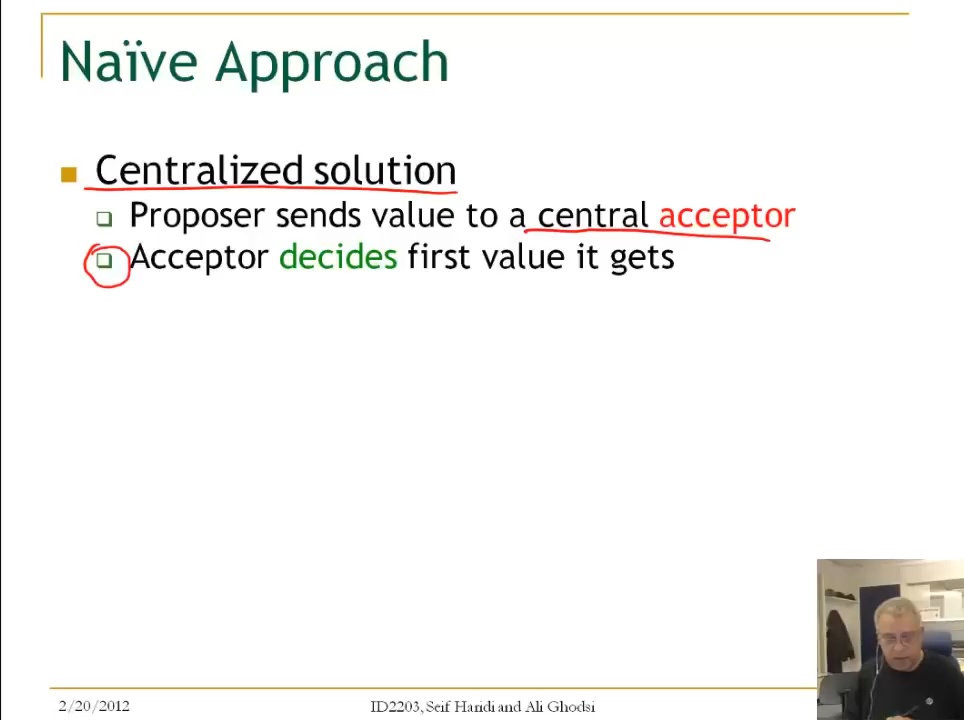 Naïve Approach
Centralized solution
Proposer sends value to a central acceptor
Acceptor decides first value it gets
2/20/2012
ID2203, Seif Haridi and Ali Ghodsi